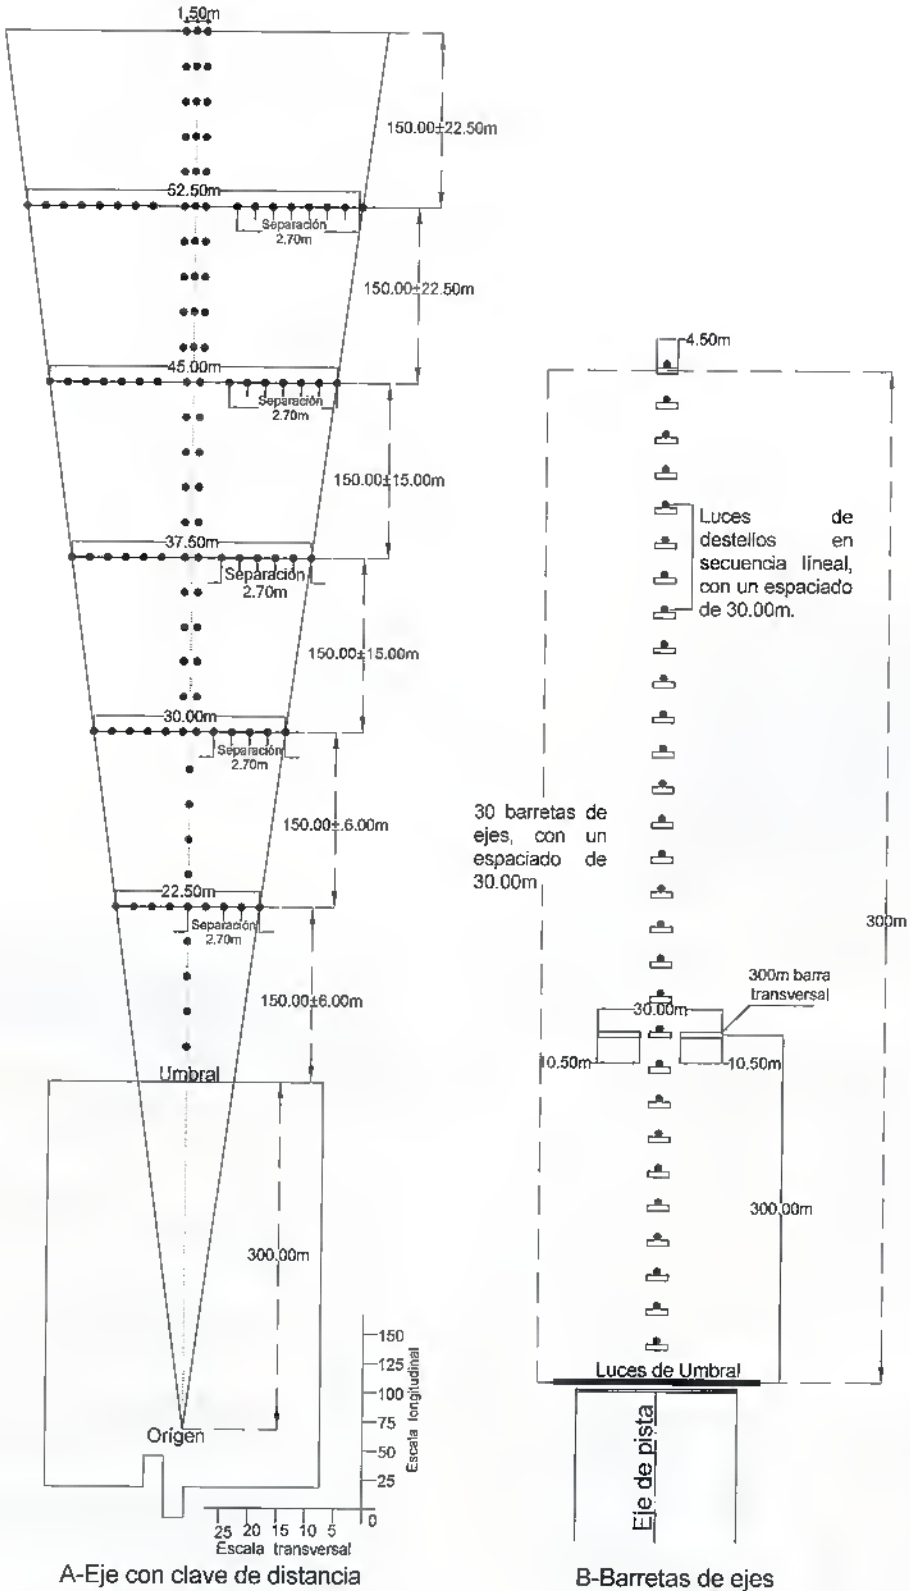 1.50m
150.00±22.50m
52.50m
Separación
2.70m
150.00±22.50m
45.00m
Separación
2.70m
150.00±15.00m
37.50m
Separación
2.70m
150.00±15.00m
30.00m
Separación
2.70m
150.00±.6.00m
22.50m
Separación
2.70m
150.00±6.00m
Umbral
300.00m
Orígen
150
125
100
75
50
25
0
Escala longitudinal
25 20 15 10 5
Escala transversal
A-Eje con clave de distancia
4.50m
Luces de
destellos en
secuencia líneal,
con un espaciado
de 30.00m.
30 barretas de
ejes, con un
espaciado de
30.00m
300m
300m barra
transversal
30.00m
10.50m
10.50m
300.00m
Luces de Umbral
Eje de pista
B-Barretas de ejes